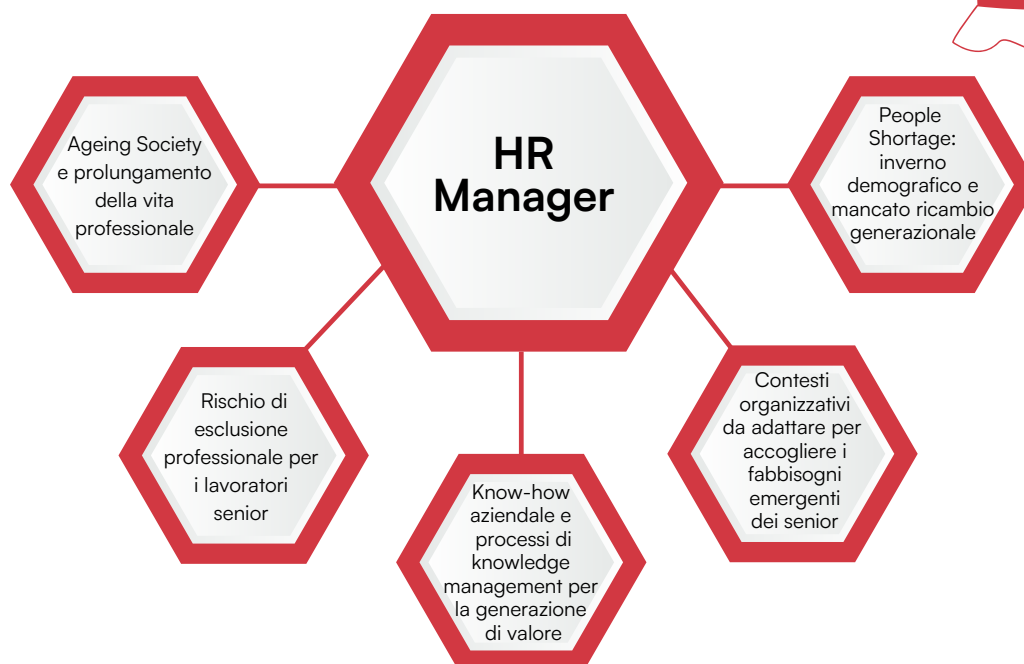 HR
Manager
Ageing Society
e prolungamento
della vita
professionale
People
Shortage:
inverno
demografico e
mancato ricambio
generazionale
Rischio di
esclusione
professionale per
i lavoratori
senior
Know-how
aziendale e
processi di
knowledge
management per
la generazione
di valore
Contesti
organizzativi
da adattare per
accogliere i
fabbisogni
emergenti
dei senior